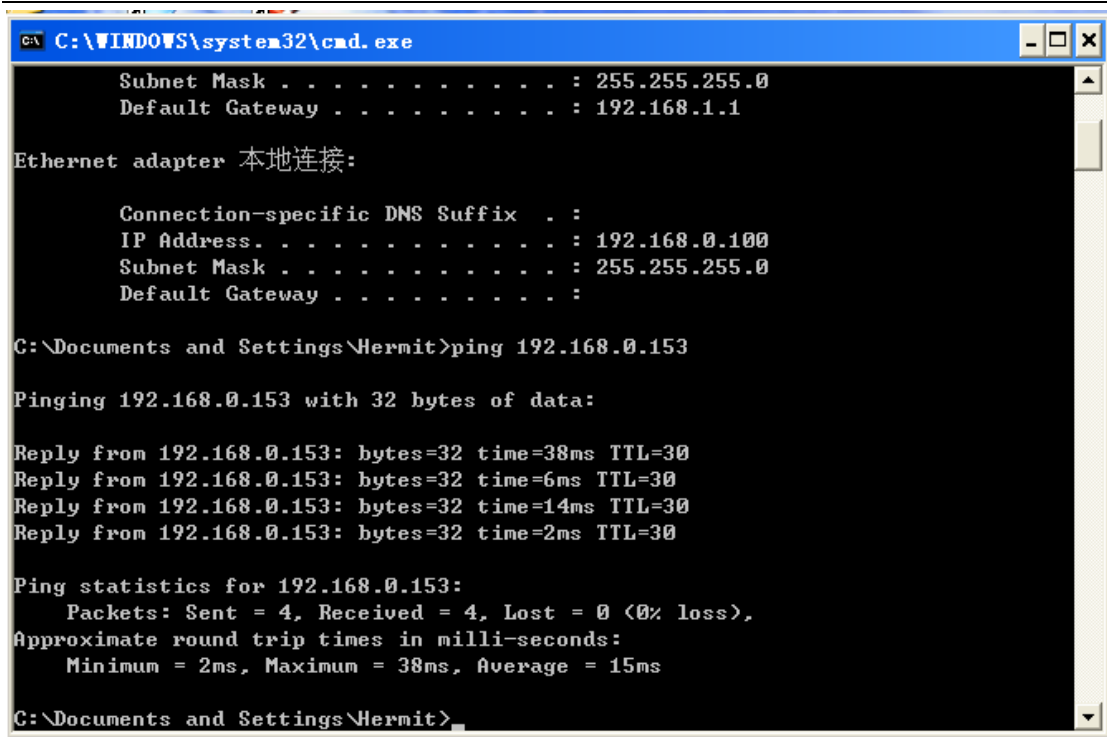 C:\WINDOWS\system32\cmd.exe
Subnet Mask . . . . . . . . . . . : 255.255.255.0
Default Gateway . . . . . . . . . : 192.168.1.1
Ethernet adapter 本地连接:
Connection-specific DNS Suffix  . :
IP Address. . . . . . . . . . . . : 192.168.0.100
Subnet Mask . . . . . . . . . . . : 255.255.255.0
Default Gateway . . . . . . . . . :
C:\Documents and Settings\Hermit>ping 192.168.0.153
Pinging 192.168.0.153 with 32 bytes of data:
Reply from 192.168.0.153: bytes=32 time=38ms TTL=30
Reply from 192.168.0.153: bytes=32 time=6ms TTL=30
Reply from 192.168.0.153: bytes=32 time=14ms TTL=30
Reply from 192.168.0.153: bytes=32 time=2ms TTL=30
Ping statistics for 192.168.0.153:
Packets: Sent = 4, Received = 4, Lost = 0 (0% loss),
Approximate round trip times in milli-seconds:
Minimum = 2ms, Maximum = 38ms, Average = 15ms
C:\Documents and Settings\Hermit>_